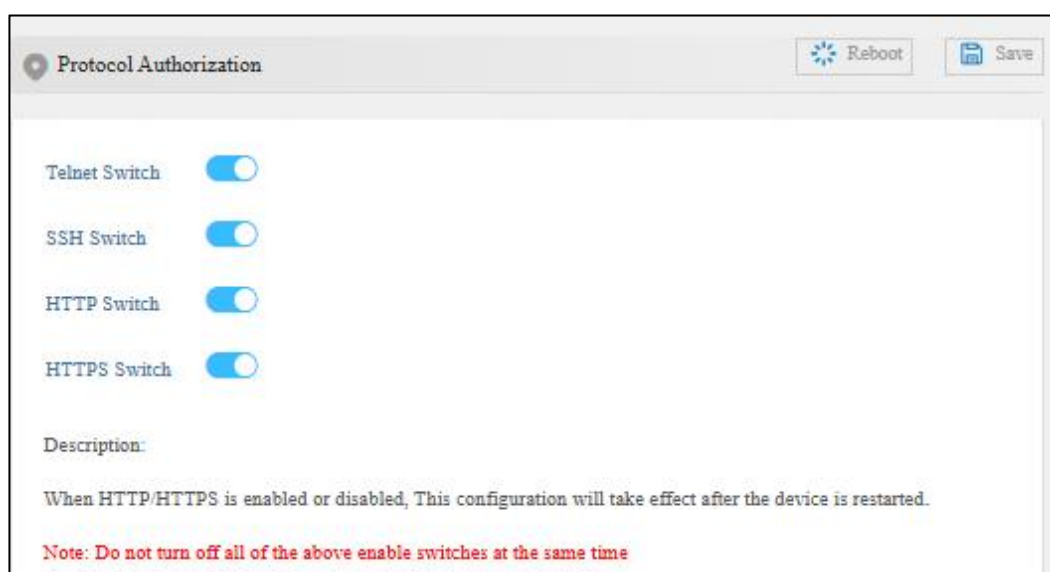 Protocol Authorization
Reboot
Save
Telnet Switch
SSH Switch
HTTP Switch
HTTPS Switch
Description:
When HTTP/HTTPS is enabled or disabled, This configuration will take effect after the device is restarted.
Note: Do not turn off all of the above enable switches at the same time